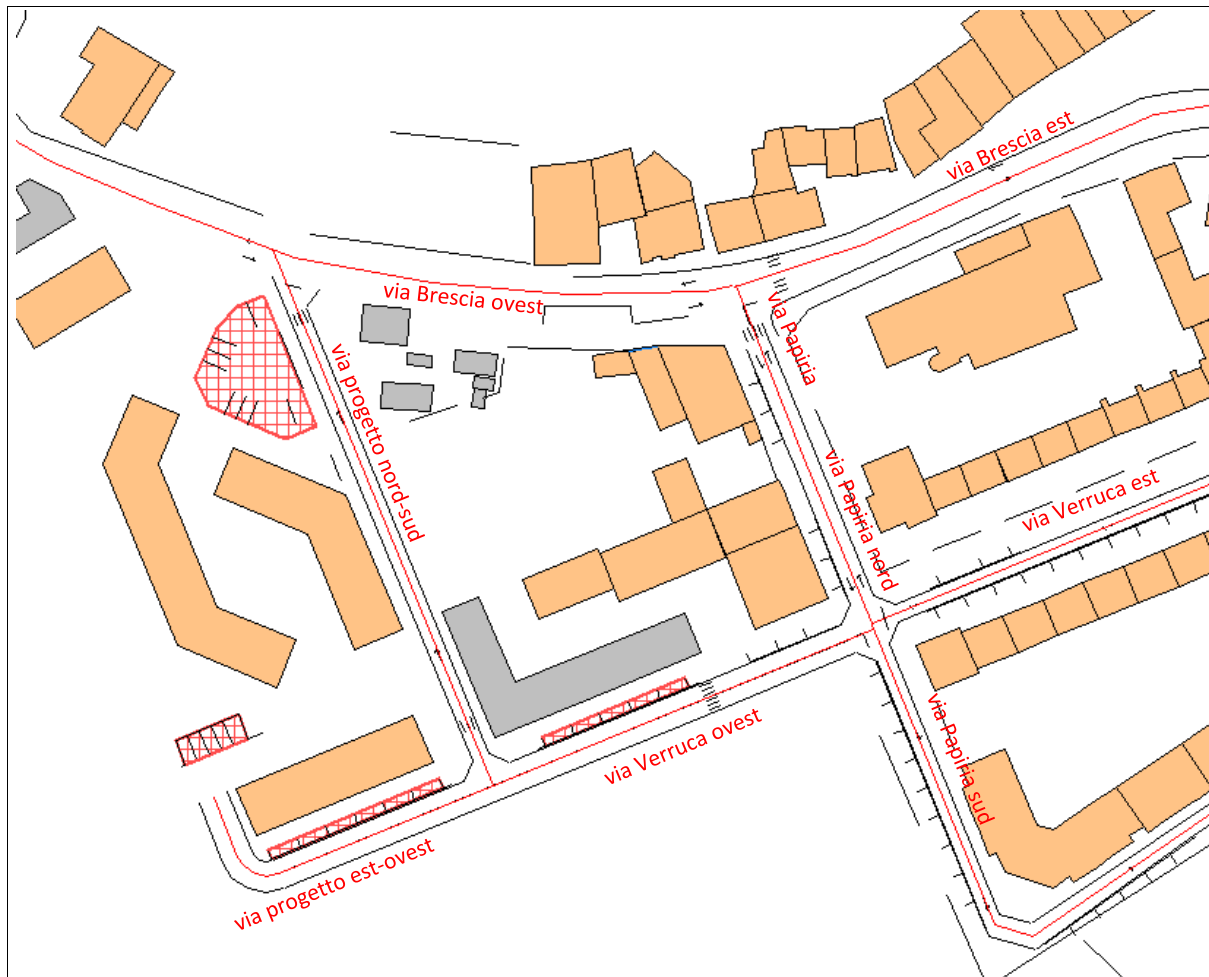 via Brescia est
via Brescia ovest
via Papiria
via progetto nord-sud
via Papiria nord
via Verruca est
via Verruca ovest
via Papiria sud
via progetto est-ovest